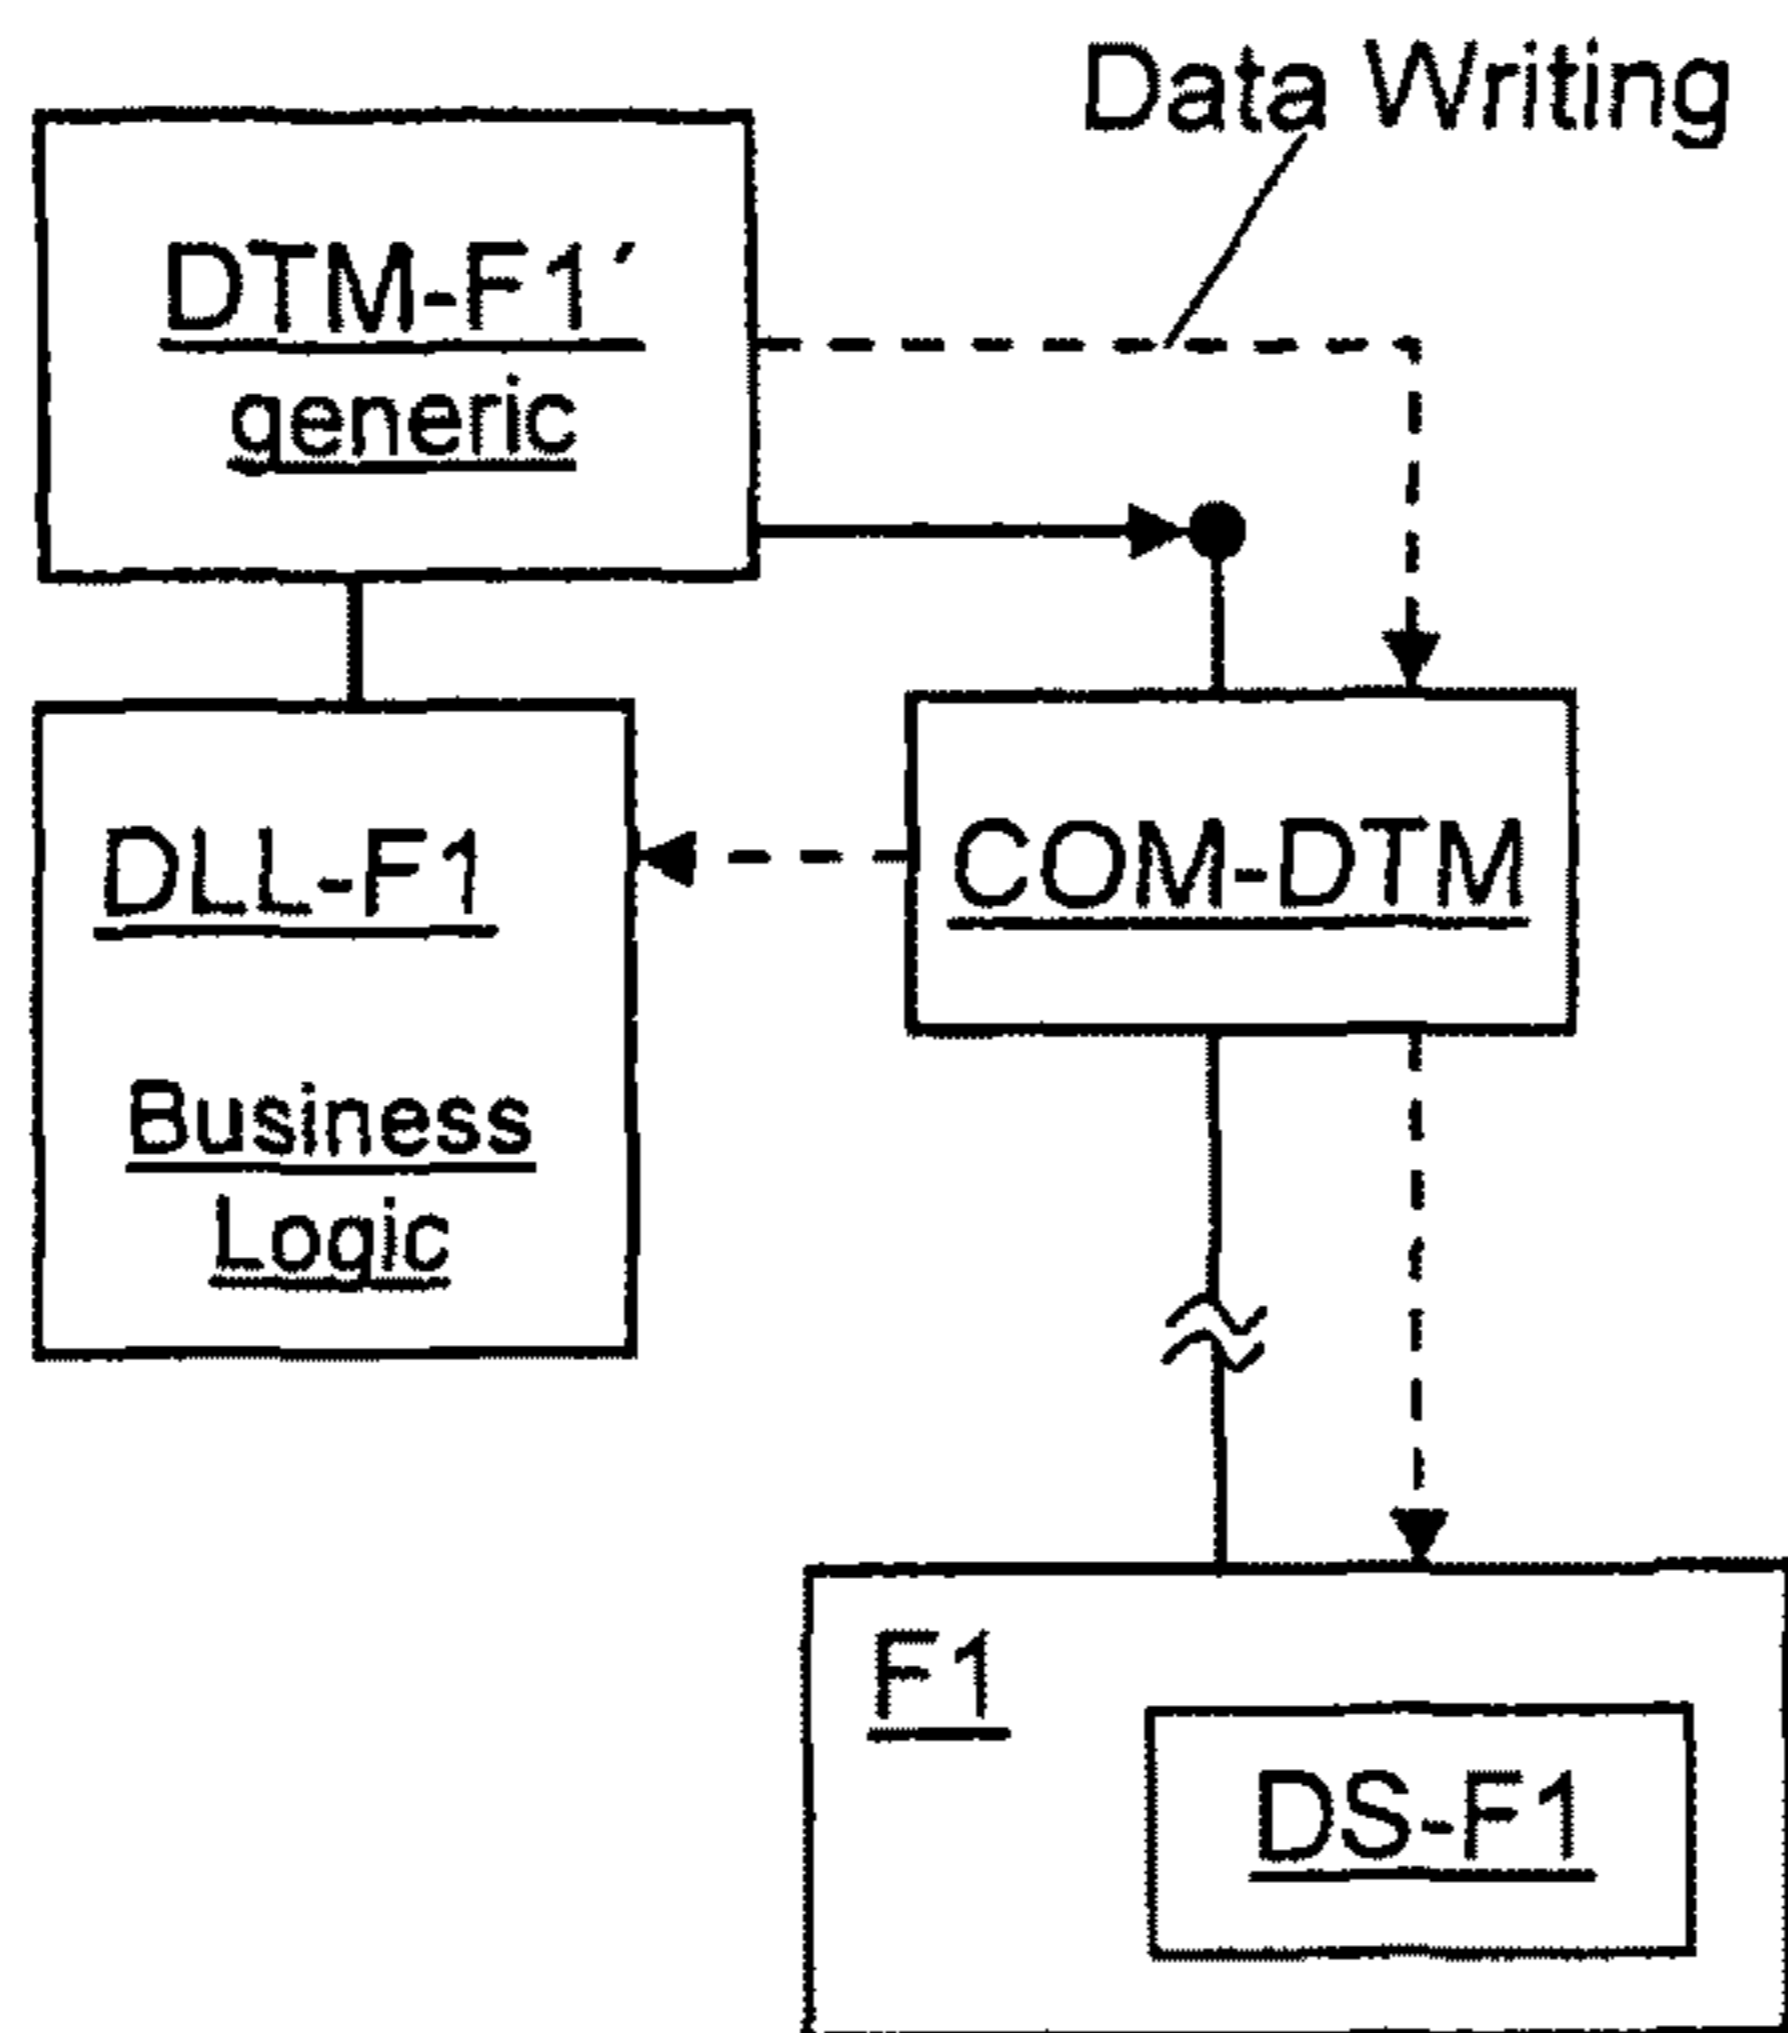 Data Writing
DTM-F1´
generic
DLL-F1
COM-DTM
Business
Logic
F1
DS-F1